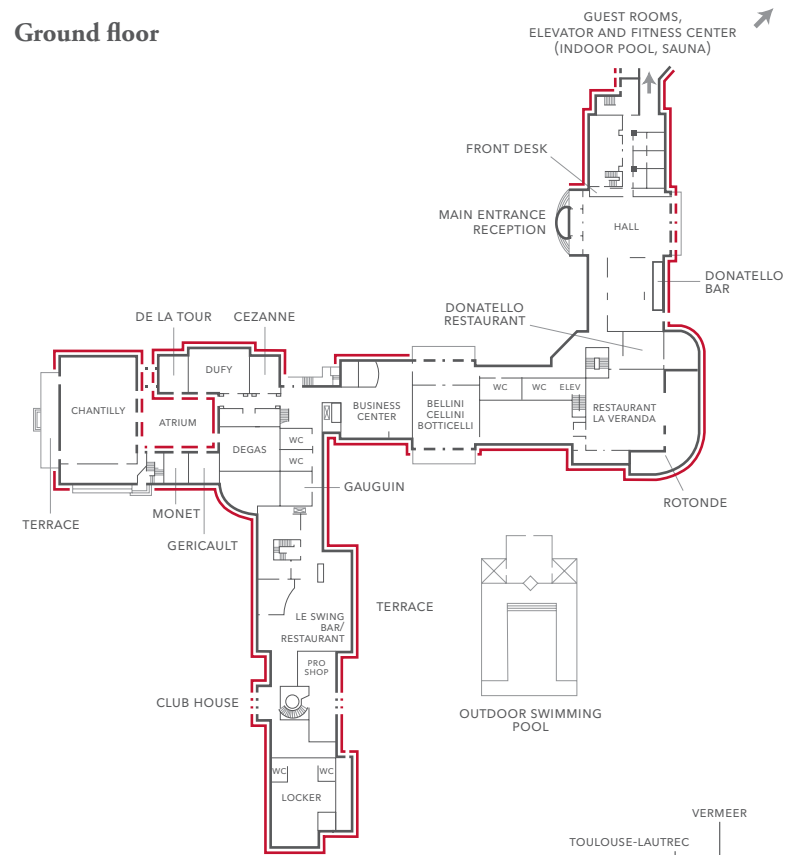 Ground floor
GUEST ROOMS,
ELEVATOR AND FITNESS CENTER
(INDOOR POOL, SAUNA)
FRONT DESK
MAIN ENTRANCE
RECEPTION
HALL
DONATELLO
BAR
DONATELLO
RESTAURANT
DE LA TOUR
CEZANNE
DUFY
CHANTILLY
ATRIUM
BUSINESS
CENTER
BELLINI
CELLINI
BOTTICELLI
WC
WC
ELEV
RESTAURANT
LA VERANDA
DEGAS
WC
WC
GAUGUIN
ROTONDE
TERRACE
MONET
GERICAULT
TERRACE
LE SWING
BAR/
RESTAURANT
PRO
SHOP
CLUB HOUSE
OUTDOOR SWIMMING
POOL
WC
WC
LOCKER
VERMEER
TOULOUSE-LAUTREC